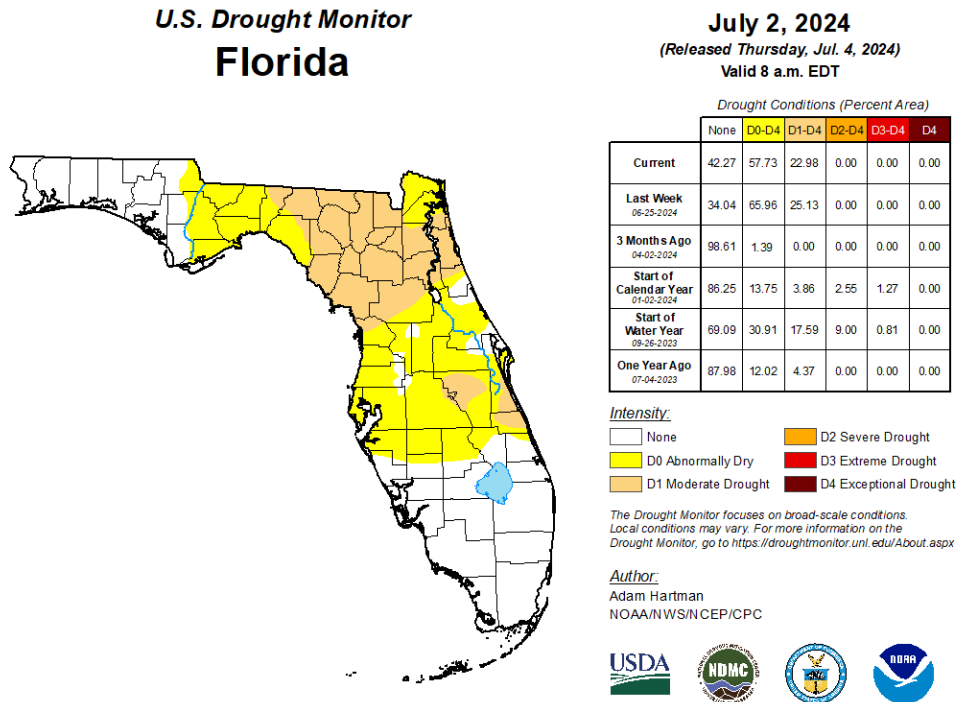 U.S. Drought Monitor
Florida
July 2, 2024
(Released Thursday, Jul. 4, 2024)
Valid 8 a.m. EDT
Drought Conditions (Percent Area)
None D0-D4 D1-D4 D2-D4 D3-D4 D4
Current 42.27 57.73 22.98 0.00 0.00 0.00
Last Week
06-25-2024 34.04 65.96 25.13 0.00 0.00 0.00
3 Months Ago
04-02-2024 98.61 1.39 0.00 0.00 0.00 0.00
Start of
Calendar Year
01-02-2024 86.25 13.75 3.86 2.55 1.27 0.00
Start of
Water Year
09-26-2023 69.09 30.91 17.59 9.00 0.81 0.00
One Year Ago
07-04-2023 87.98 12.02 4.37 0.00 0.00 0.00
Intensity:
None
D0 Abnormally Dry
D1 Moderate Drought
D2 Severe Drought
D3 Extreme Drought
D4 Exceptional Drought
The Drought Monitor focuses on broad-scale conditions.
Local conditions may vary. For more information on the
Drought Monitor, go to https://droughtmonitor.unl.edu/About.aspx
Author:
Adam Hartman
NOAA/NWS/NCEP/CPC
USDA
NDMC
NOAA